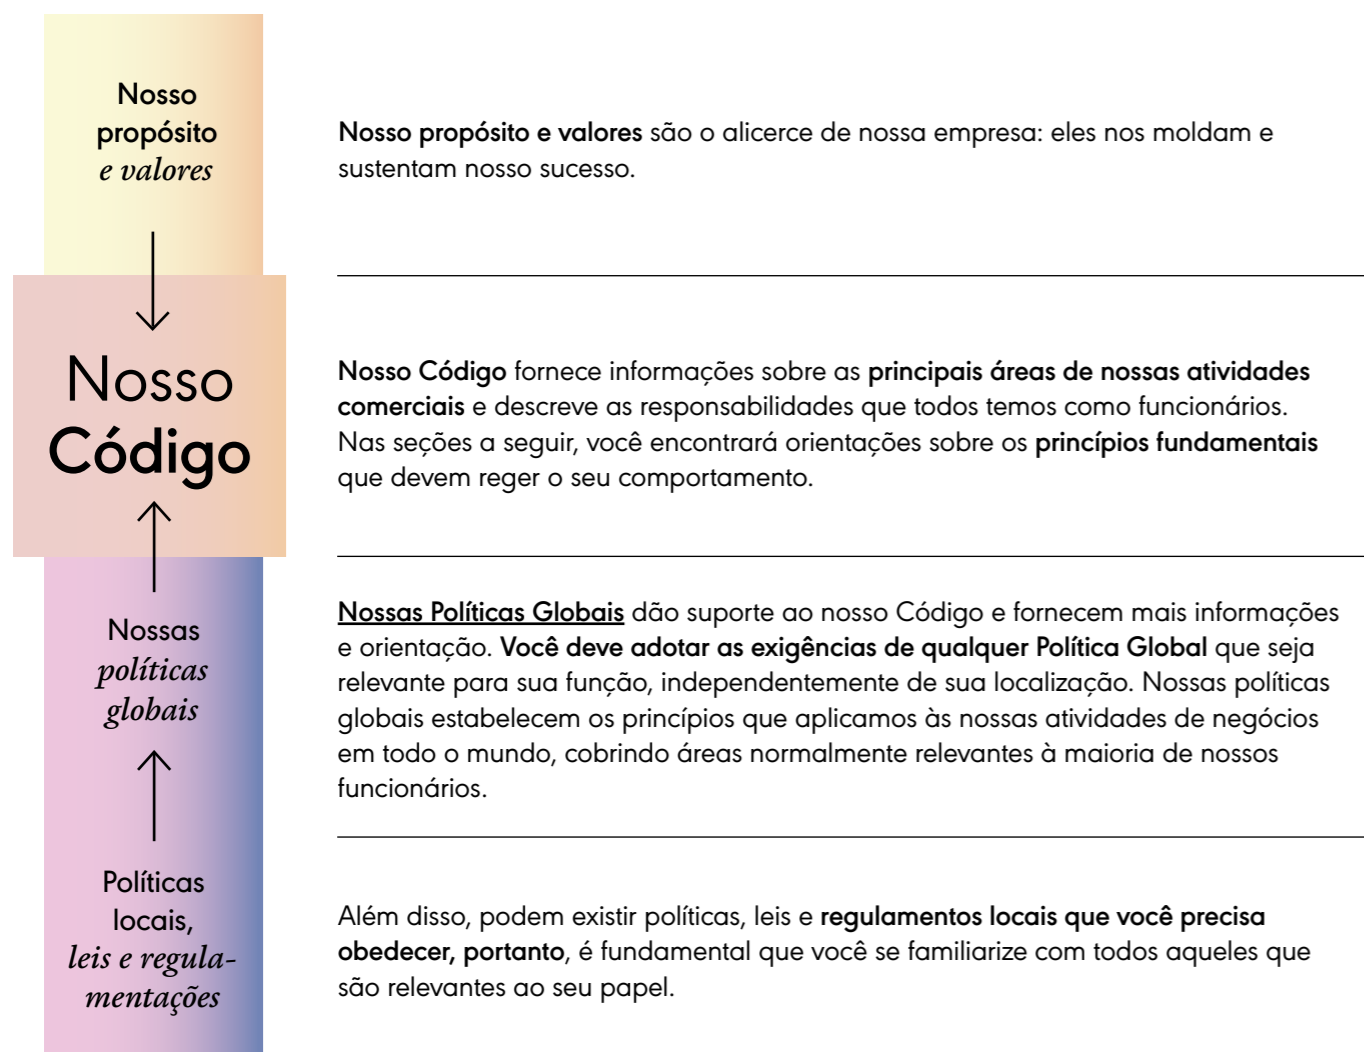 Nosso
propósito
e valores
Nosso propósito e valores são o alicerce de nossa empresa: eles nos moldam e
sustentam nosso sucesso.
Nosso
Código
Nosso Código fornece informações sobre as principais áreas de nossas atividades
comerciais e descreve as responsabilidades que todos temos como funcionários.
Nas seções a seguir, você encontrará orientações sobre os princípios fundamentais
que devem reger o seu comportamento.
Nossas
políticas
globais
Nossas Políticas Globais dão suporte ao nosso Código e fornecem mais informações
e orientação. Você deve adotar as exigências de qualquer Política Global que seja
relevante para sua função, independentemente de sua localização. Nossas políticas
globais estabelecem os princípios que aplicamos às nossas atividades de negócios
em todo o mundo, cobrindo áreas normalmente relevantes à maioria de nossos
funcionários.
Políticas
locais,
leis e regula-
mentações
Além disso, podem existir políticas, leis e regulamentos locais que você precisa
obedecer, portanto, é fundamental que você se familiarize com todos aqueles que
são relevantes ao seu papel.